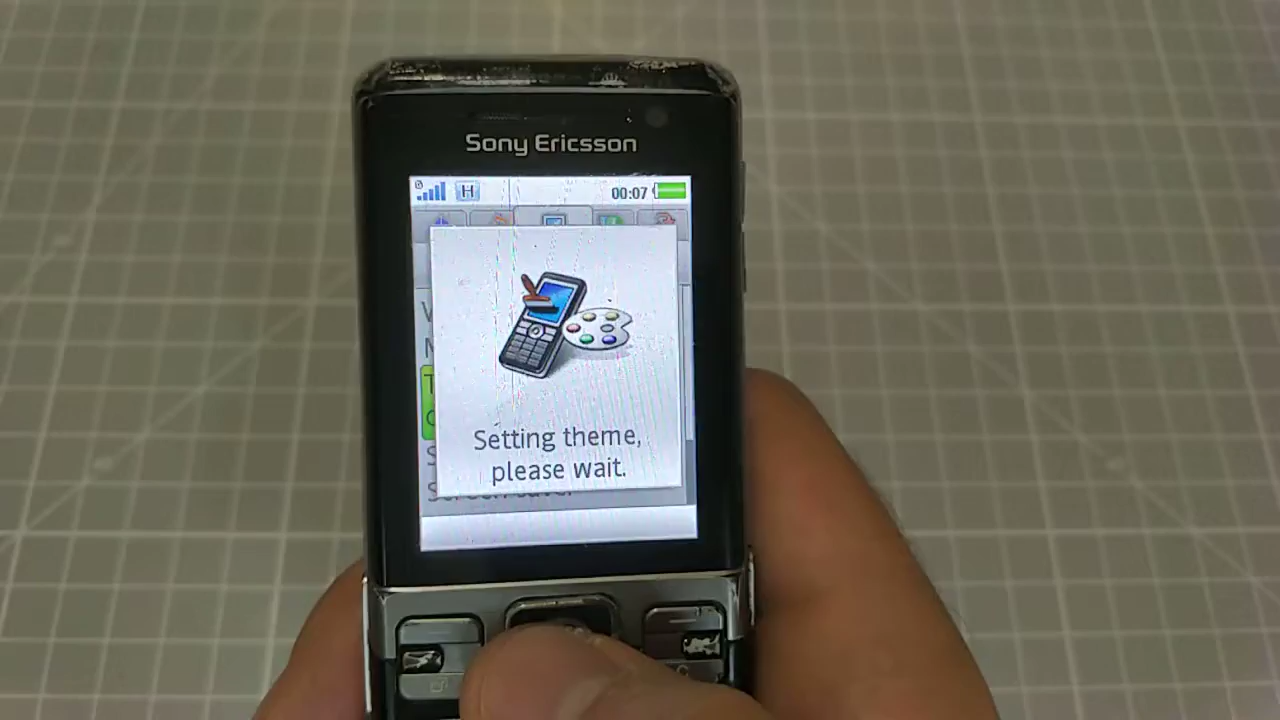 Sony Ericsson
H
00:07
Setting theme,
please wait.